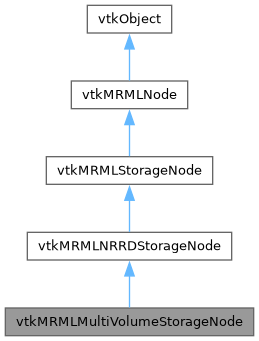 vtkObject
vtkMRMLNode
vtkMRMLStorageNode
vtkMRMLNRRDStorageNode
vtkMRMLMultiVolumeStorageNode